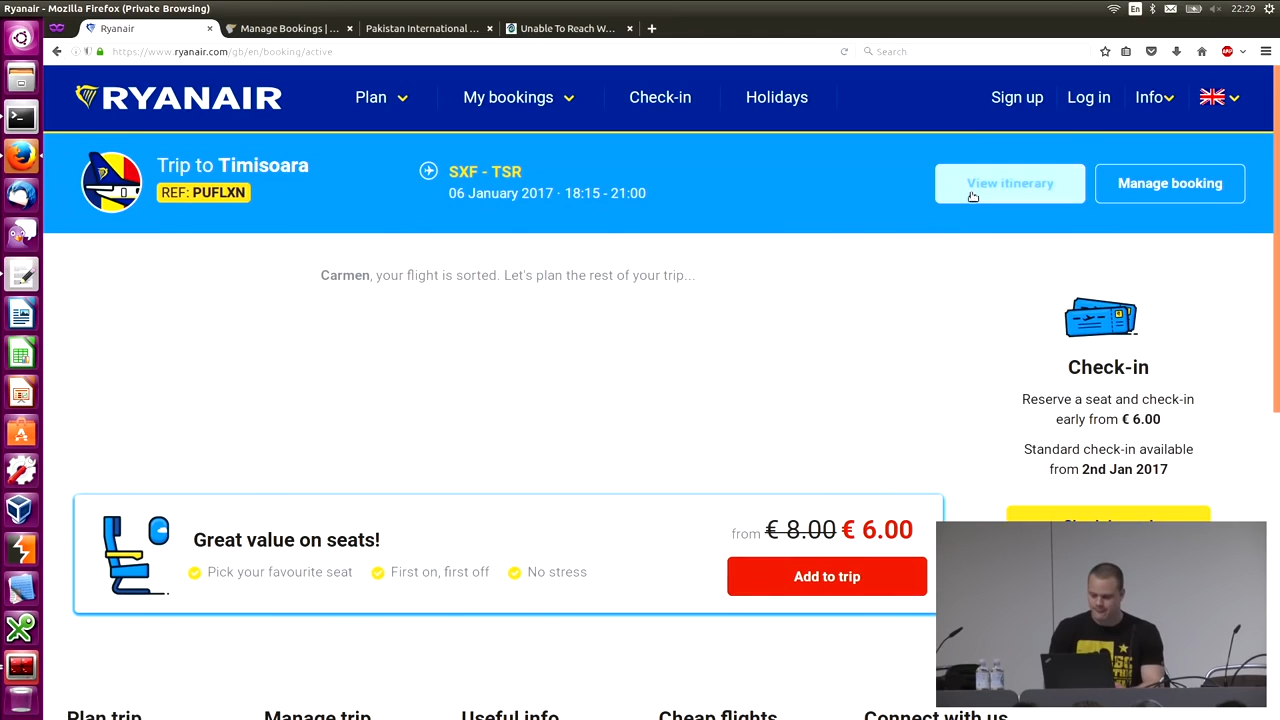 Ryanair - Mozilla Firefox (Private Browsing)
En
22:29
Ryanair
Manage Bookings | ...
Pakistan International ...
Unable To Reach W...
https://www.ryanair.com/gb/en/booking/active
Search
RYANAIR
Plan
My bookings
Check-in
Holidays
Sign up
Log in
Info
Trip to Timisoara
REF: PUFLXN
SXF - TSR
06 January 2017 · 18:15 - 21:00
View itinerary
Manage booking
Carmen, your flight is sorted. Let's plan the rest of your trip...
Check-in
Reserve a seat and check-in
early from € 6.00
Standard check-in available
from 2nd Jan 2017
Great value on seats!
Pick your favourite seat
First on, first off
No stress
from € 8.00 € 6.00
Add to trip
Plan trip
Manage trip
Useful info
Cheap flights
Connect with us